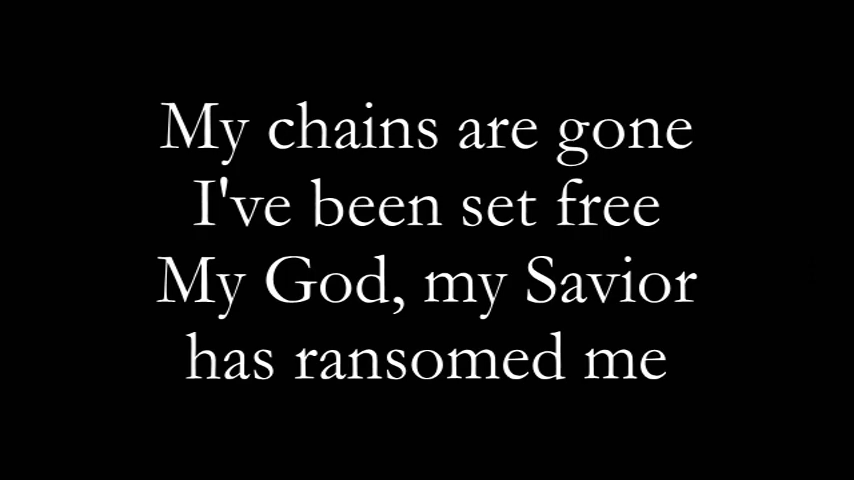 My chains are gone
I've been set free
My God, my Savior
has ransomed me